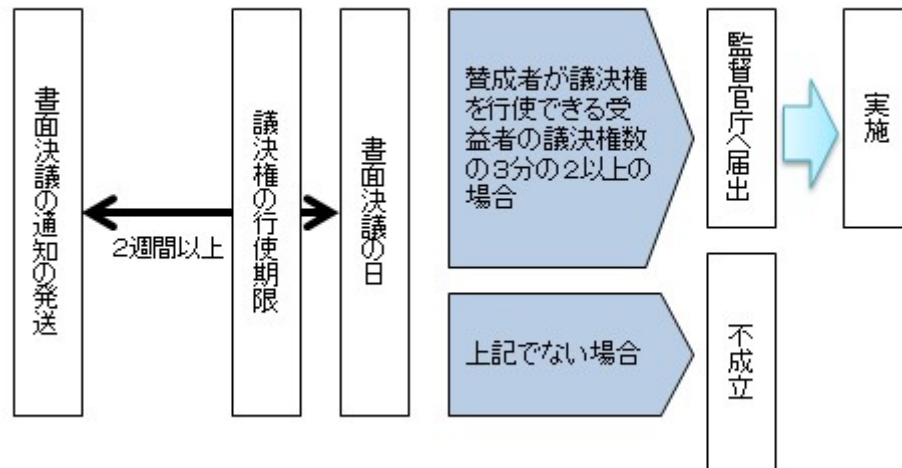 書面決議の通知の発送
2週間以上
議決権の行使期限
書面決議の日
賛成者が議決権
を行使できる受
益者の議決権数
の3分の2以上の
場合
監督官庁へ届出
実施
上記でない場合
不成立